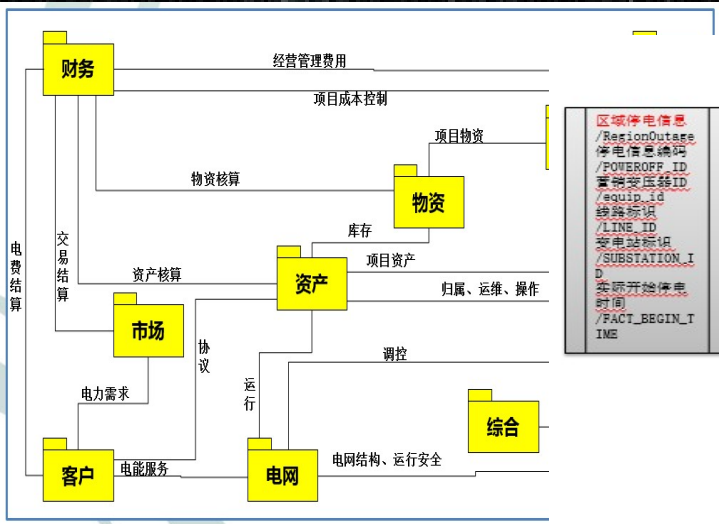 财务
经营管理费用
项目成本控制
项目物资
物资核算
物资
库存
电费结算
交易结算
资产核算
资产
项目资产
归属、运维、操作
市场
协议
调控
电力需求
运行
综合
客户
电能服务
电网
电网结构、运行安全
区域停电信息
/RegionOutage
停电信息编码
/POWEROFF_ID
营销变压器ID
/equip_id
线路标识
/LINE_ID
变电站标识
/SUBSTATION_I
D
实际开始停电
时间
/FACT_BEGIN_T
IME